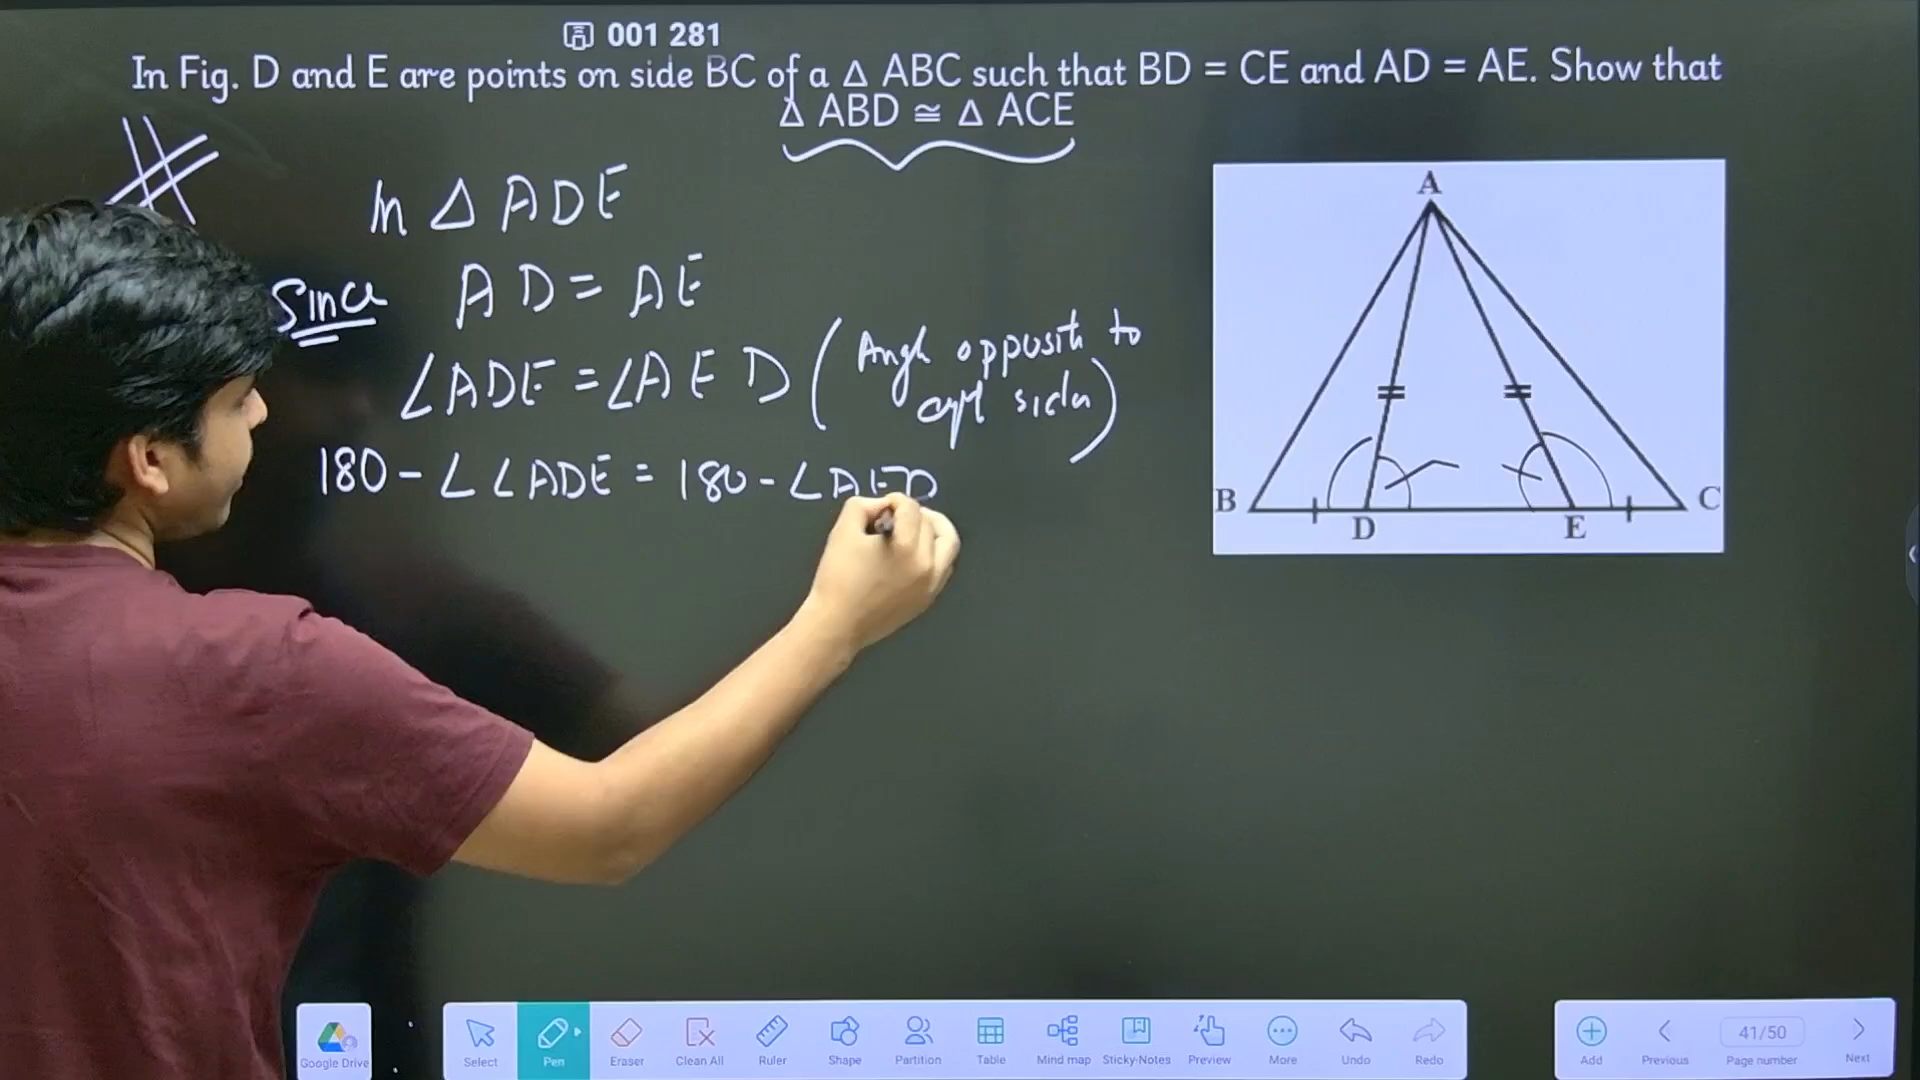 001 281
In Fig. D and E are points on side BC of a Δ ABC such that BD = CE and AD = AE. Show that
Δ ABD ≅ Δ ACE
In Δ ADE
Since AD = AE
∠ADE = ∠AED (Angle opposite to
sides)
180 - ∠ ∠ADE = 180 - ∠AED
A
B
D
E
C
Google Drive
Select
Pen
Eraser
Clean All
Ruler
Shape
Partition
Table
Mind map
Sticky-Notes
Preview
More
Undo
Redo
Add
Previous
41/50
Page number
Next